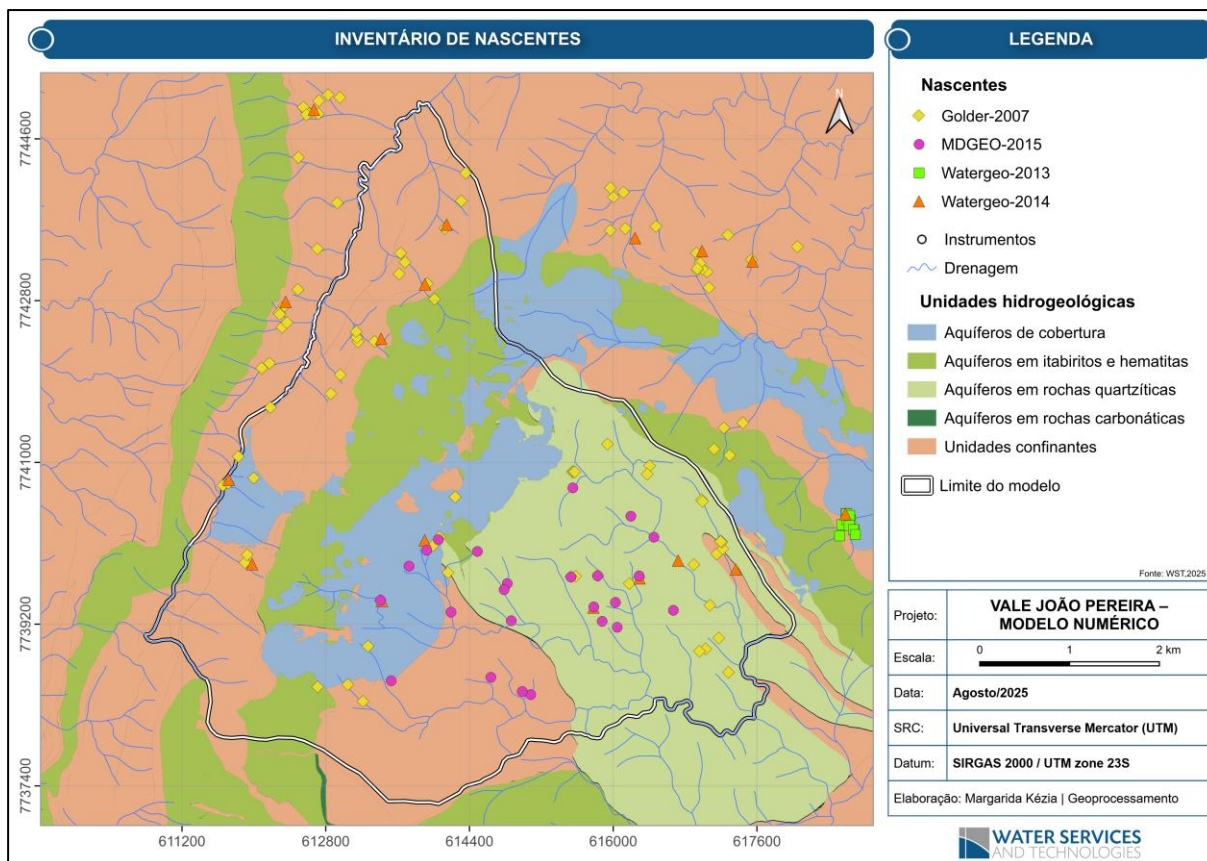 INVENTÁRIO DE NASCENTES
LEGENDA
N
7744600
7742800
7741000
7739200
7737400
611200
612800
614400
616000
617600
Nascentes
Golder-2007
MDGEO-2015
Watergeo-2013
Watergeo-2014
Instrumentos
Drenagem
Unidades hidrogeológicas
Aquíferos de cobertura
Aquíferos em itabiritos e hematitas
Aquíferos em rochas quartzíticas
Aquíferos em rochas carbonáticas
Unidades confinantes
Limite do modelo
Fonte: WST,2025
Projeto:
VALE JOÃO PEREIRA –
MODELO NUMÉRICO
Escala:
0 1 2 km
Data:
Agosto/2025
SRC:
Universal Transverse Mercator (UTM)
Datum:
SIRGAS 2000 / UTM zone 23S
Elaboração: Margarida Kézia | Geoprocessamento
WATER SERVICES
AND TECHNOLOGIES